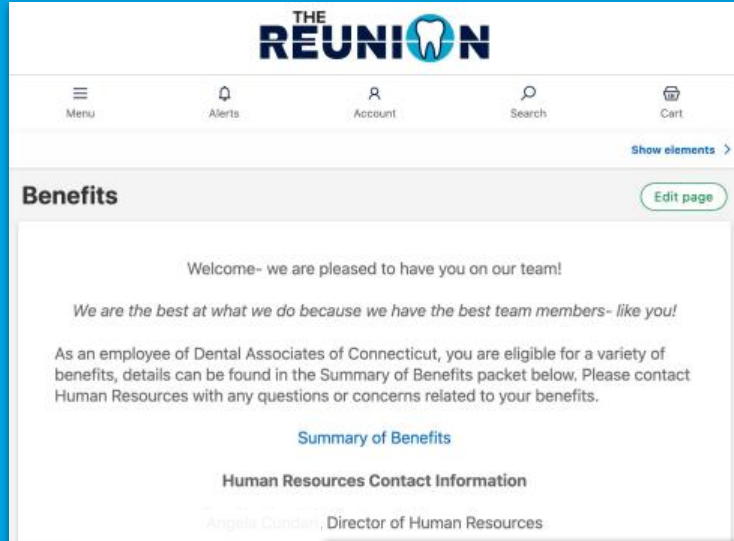 THE
REUNION
Menu Alerts Account Search Cart
Show elements >
Benefits Edit page
Welcome- we are pleased to have you on our team!
We are the best at what we do because we have the best team members- like you!
As an employee of Dental Associates of Connecticut, you are eligible for a variety of
benefits, details can be found in the Summary of Benefits packet below. Please contact
Human Resources with any questions or concerns related to your benefits.
Summary of Benefits
Human Resources Contact Information
, Director of Human Resources